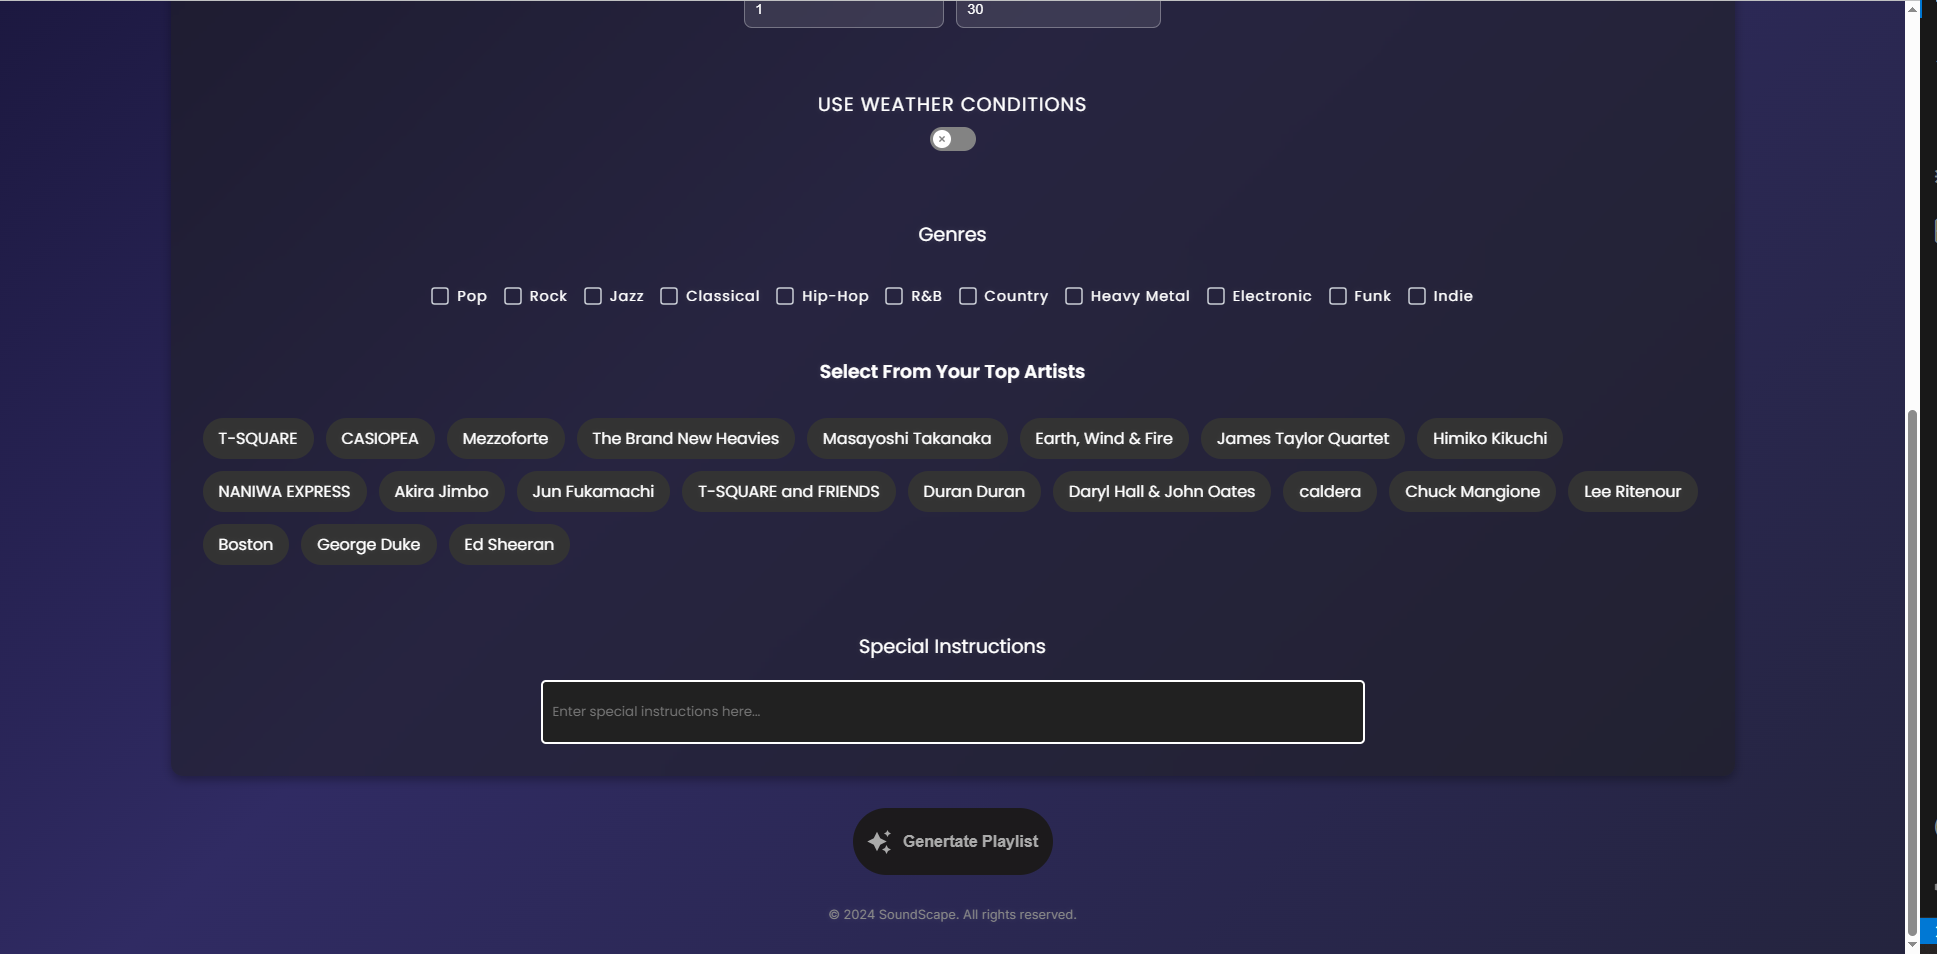 1 30
USE WEATHER CONDITIONS
Genres
Pop Rock Jazz Classical Hip-Hop R&B Country Heavy Metal Electronic Funk Indie
Select From Your Top Artists
T-SQUARE CASIOPEA Mezzoforte The Brand New Heavies Masayoshi Takanaka Earth, Wind & Fire James Taylor Quartet Himiko Kikuchi
NANIWA EXPRESS Akira Jimbo Jun Fukamachi T-SQUARE and FRIENDS Duran Duran Daryl Hall & John Oates caldera Chuck Mangione Lee Ritenour
Boston George Duke Ed Sheeran
Special Instructions
Enter special instructions here...
Genertate Playlist
© 2024 SoundScape. All rights reserved.